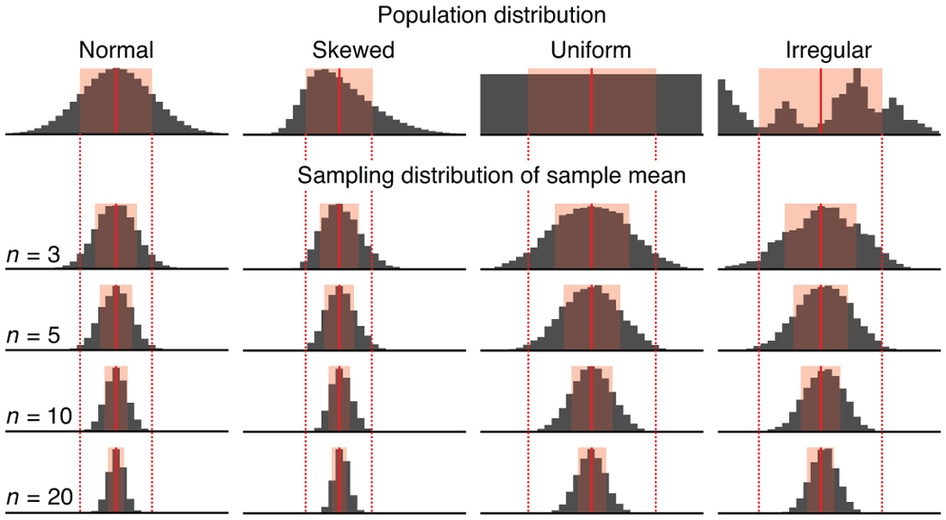 Population distribution
Normal Skewed Uniform Irregular
Sampling distribution of sample mean
n = 3
n = 5
n = 10
n = 20